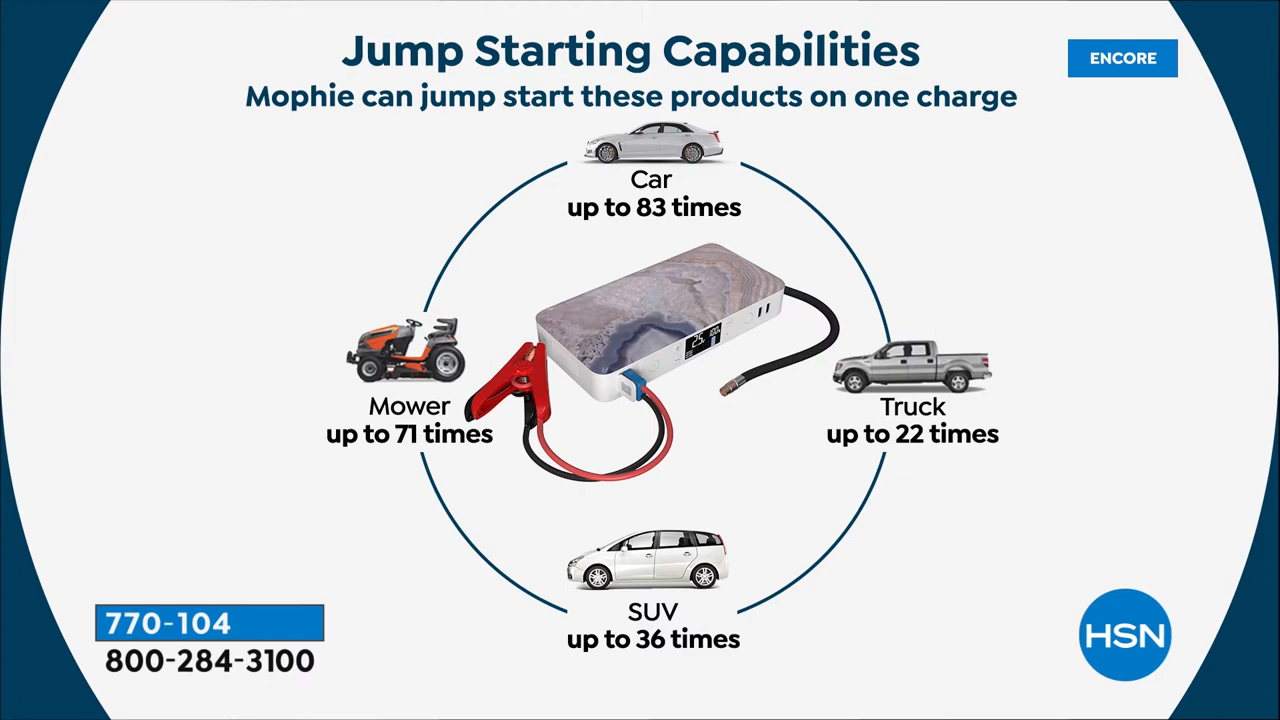 Jump Starting Capabilities
ENCORE
Mophie can jump start these products on one charge
Car
up to 83 times
Mower
up to 71 times
Truck
up to 22 times
SUV
up to 36 times
770-104
800-284-3100
HSN